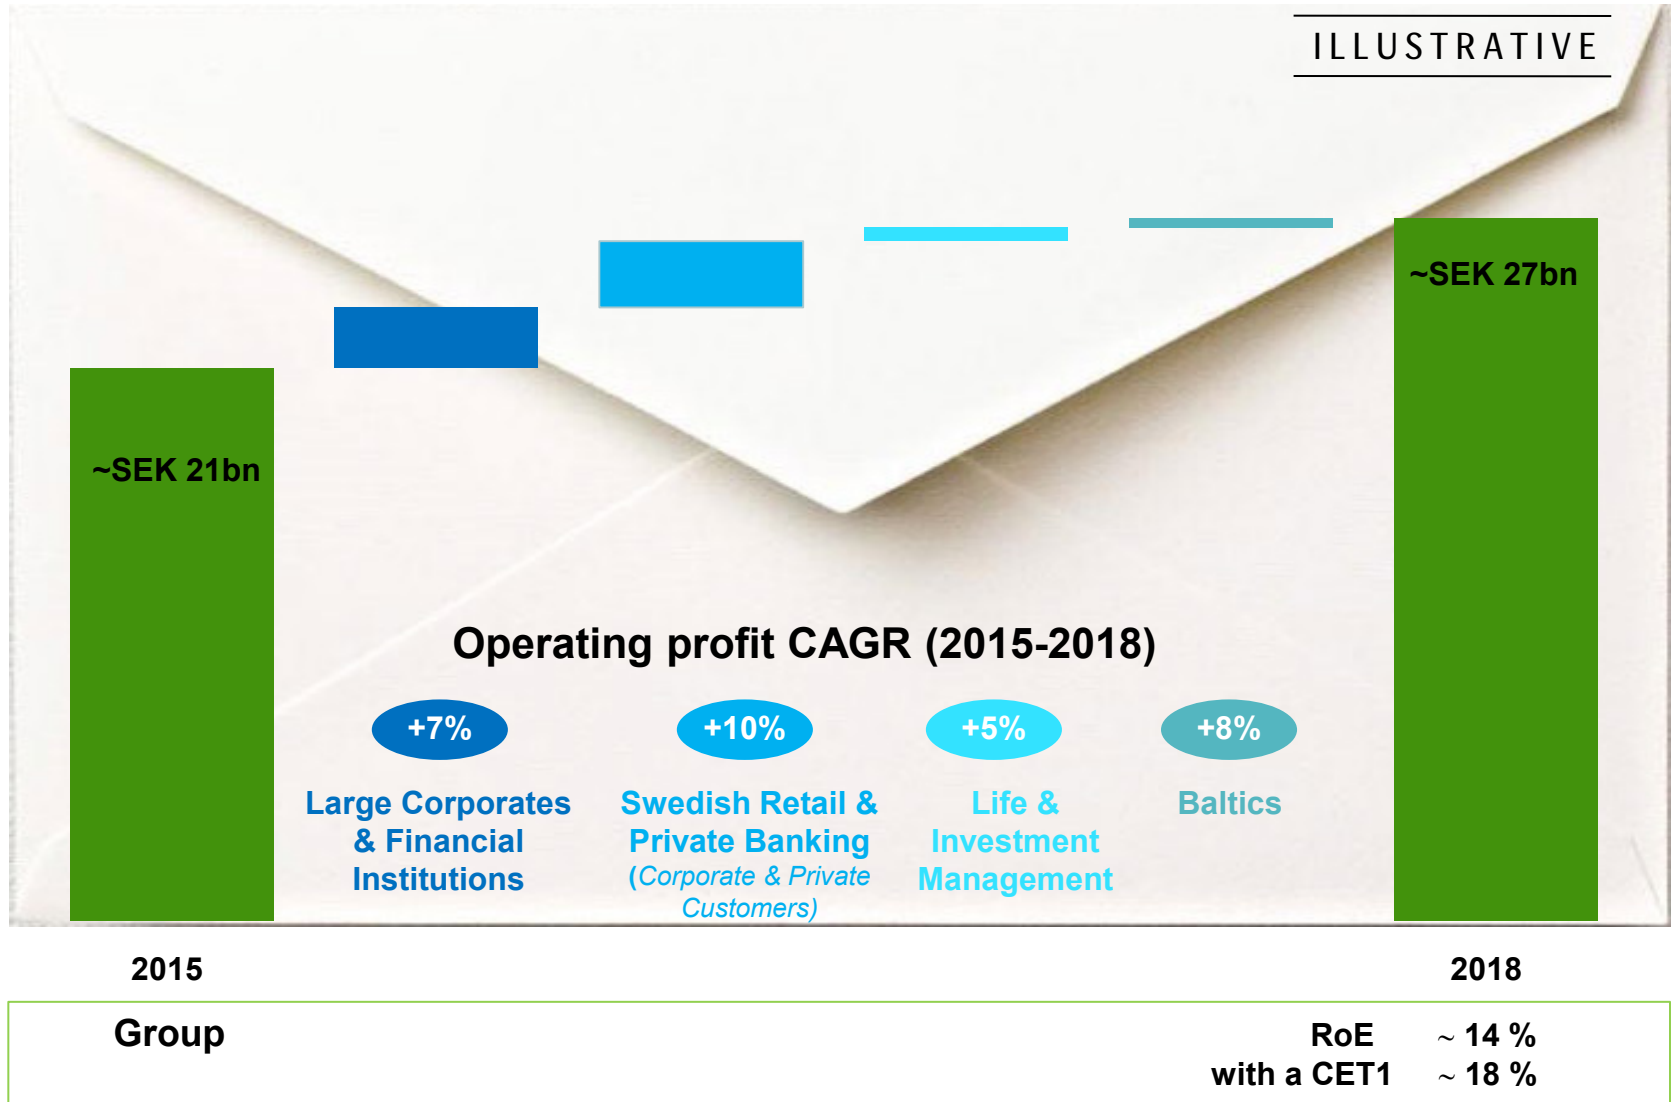 ILLUSTRATIVE
~SEK 27bn
~SEK 21bn
Operating profit CAGR (2015-2018)
+7%
+10%
+5%
+8%
Large Corporates
& Financial
Institutions
Swedish Retail &
Private Banking
(Corporate & Private
Customers)
Life &
Investment
Management
Baltics
2015
2018
Group
RoE ~ 14 %
with a CET1 ~ 18 %